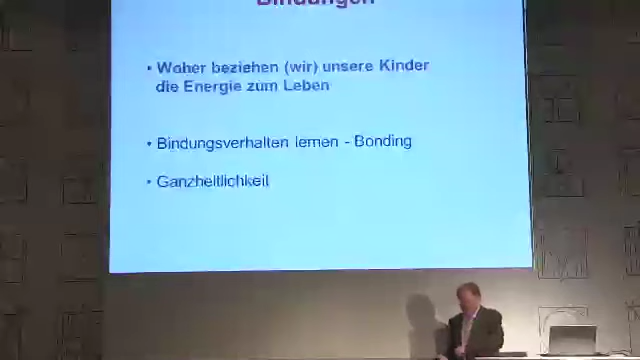 Bindungen
• Woher beziehen (wir) unsere Kinder
die Energie zum Leben
• Bindungsverhalten lernen - Bonding
• Ganzheitlichkeit